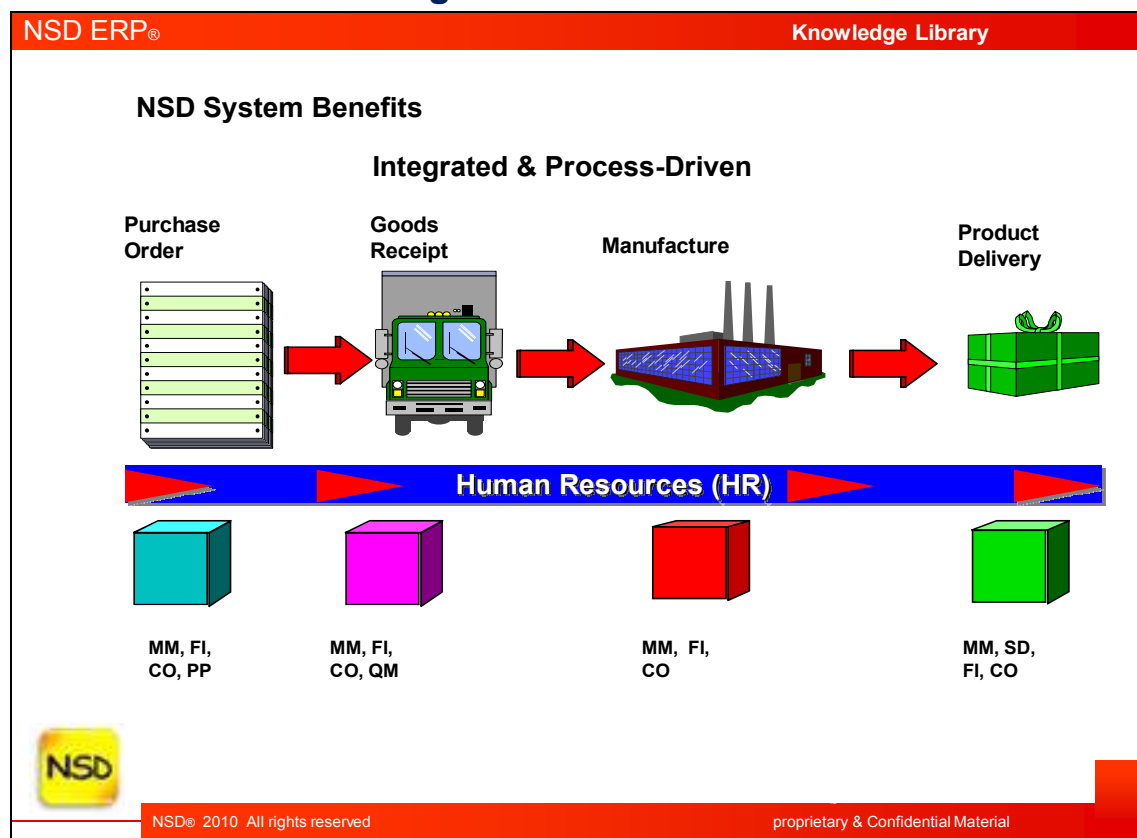 NSD ERP®
Knowledge Library
NSD System Benefits
Integrated & Process-Driven
Purchase
Order
Goods
Receipt
Manufacture
Product
Delivery
Human Resources (HR)
MM, FI,
CO, PP
MM, FI,
CO, QM
MM, FI,
CO
MM, SD,
FI, CO
NSD
NSD® 2010 All rights reserved
proprietary & Confidential Material